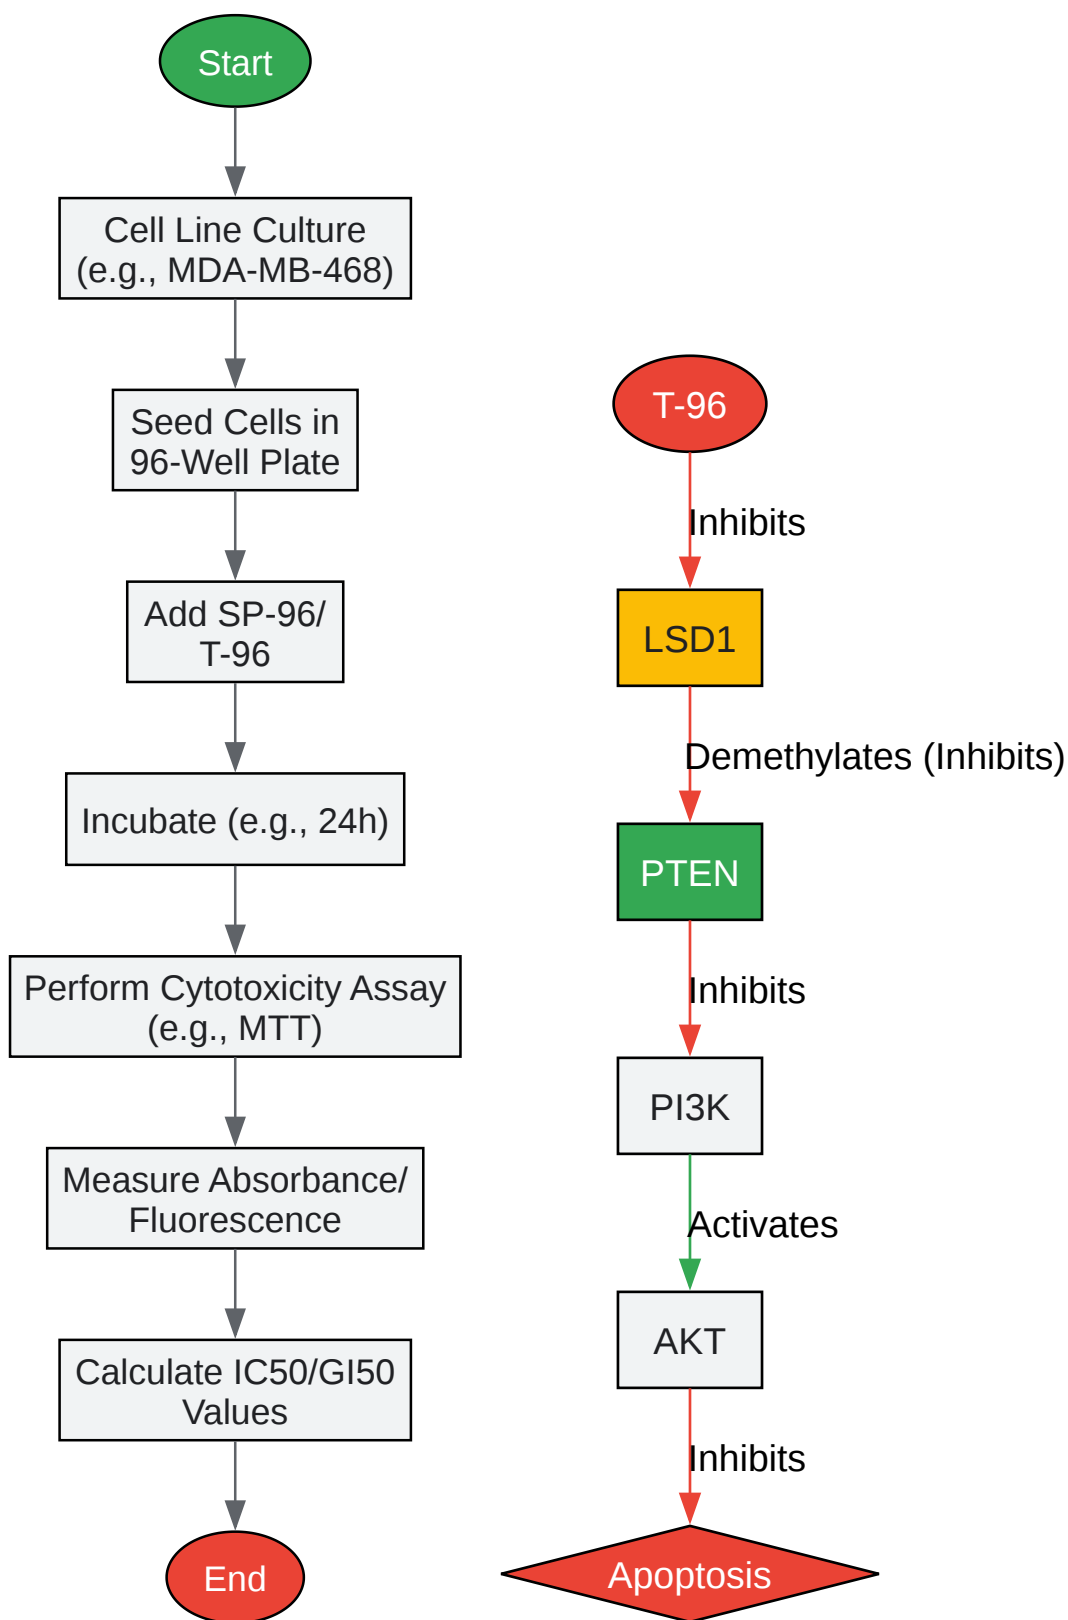 Start
Cell Line Culture
(e.g., MDA-MB-468)
Seed Cells in
96-Well Plate
Add SP-96/
T-96
Incubate (e.g., 24h)
Perform Cytotoxicity Assay
(e.g., MTT)
Measure Absorbance/
Fluorescence
Calculate IC50/GI50
Values
End
T-96
Inhibits
LSD1
Demethylates (Inhibits)
PTEN
Inhibits
PI3K
Activates
AKT
Inhibits
Apoptosis